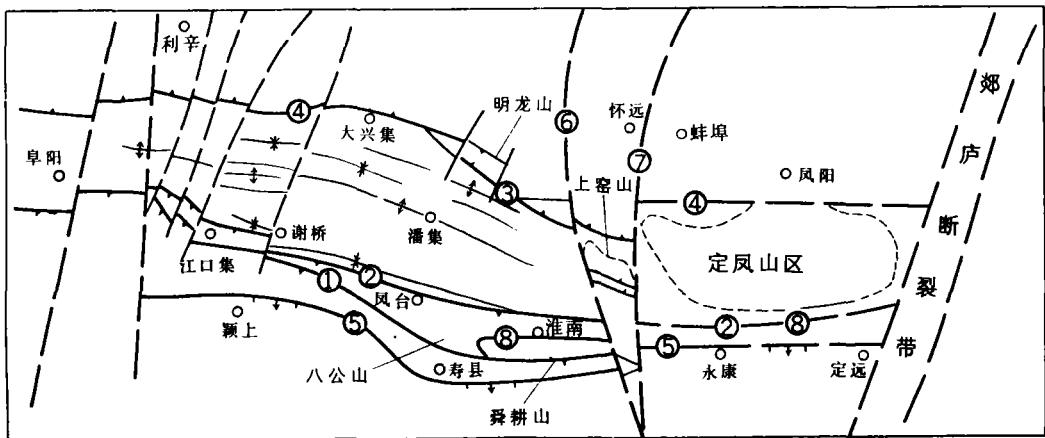 利辛
④
大兴集
明龙山
⑥
怀远
蚌埠
⑦
郯庐断裂带
阜阳
③
上窑山
④
凤阳
谢桥
潘集
江口集
定凤山区
①
②
凤台
⑤
颍上
⑧
淮南
②
⑧
⑤
八公山
寿县
永康
定远
舜耕山